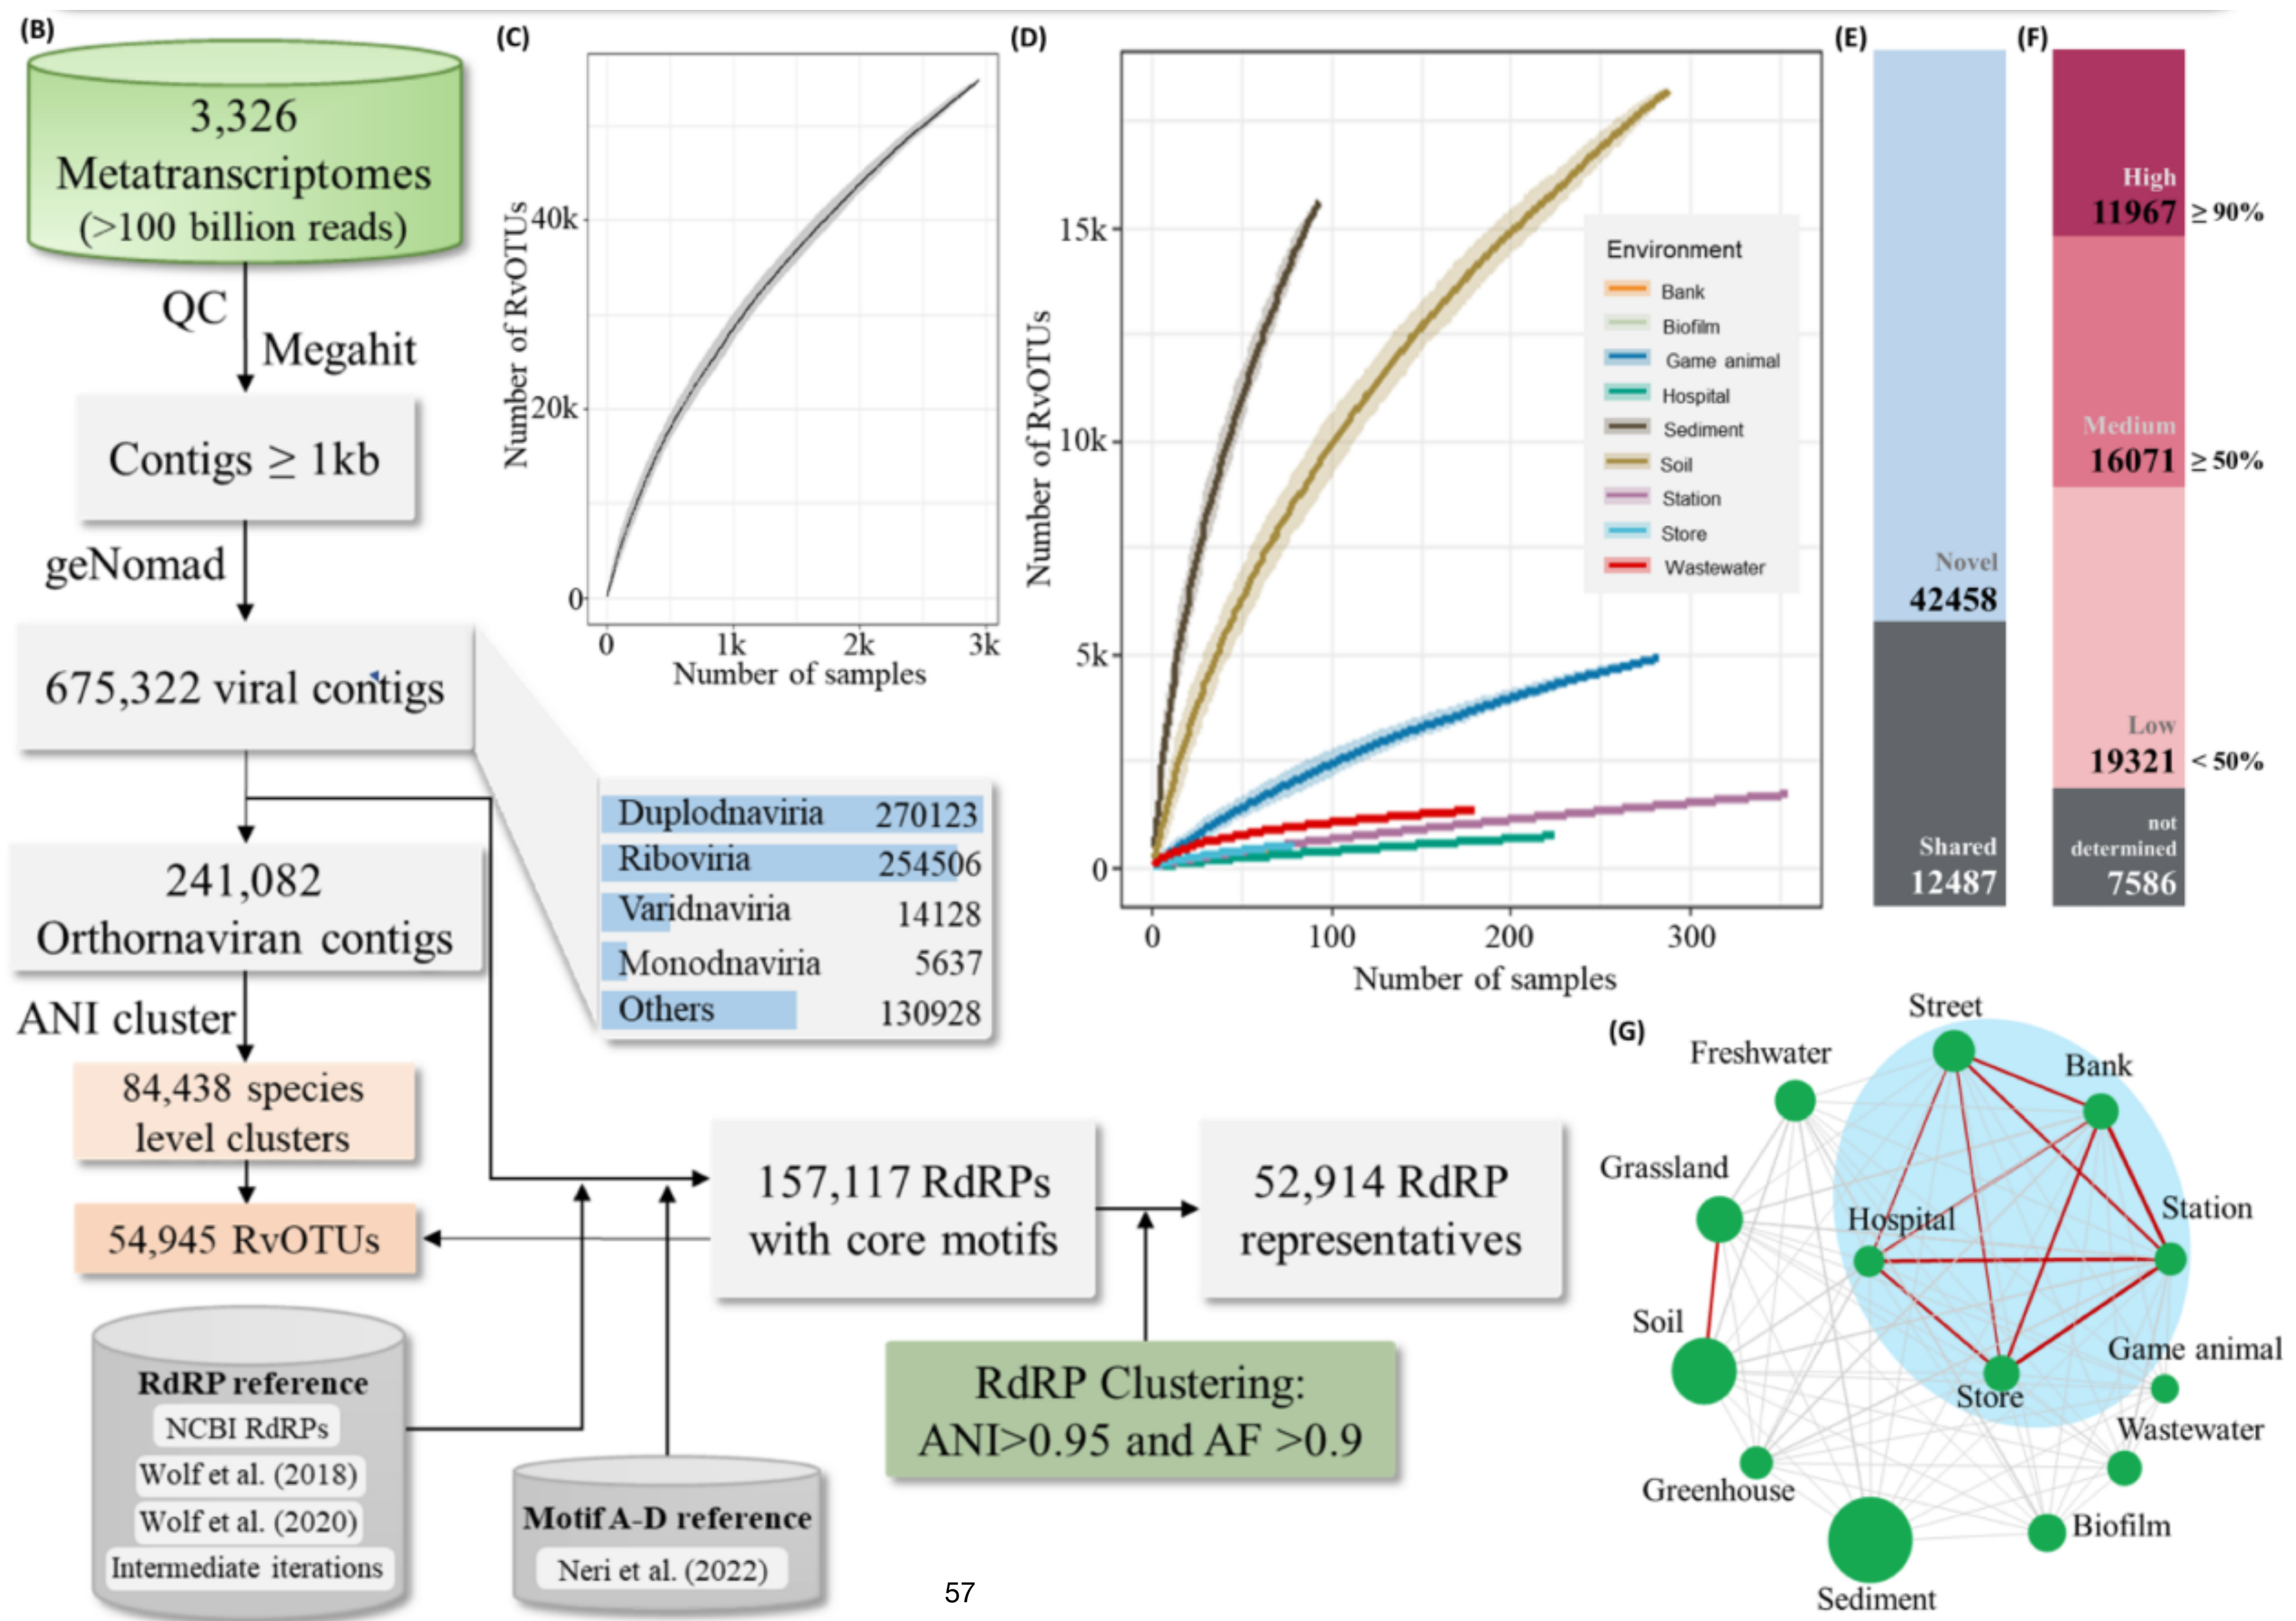 (B)
3,326
Metatranscriptomes
(>100 billion reads)
QC
Megahit
Contigs ≥ 1kb
geNomad
675,322 viral contigs
241,082
Orthornaviran contigs
ANI cluster
84,438 species
level clusters
54,945 RvOTUs
RdRP reference
NCBI RdRPs
Wolf et al. (2018)
Wolf et al. (2020)
Intermediate iterations
Motif A-D reference
Neri et al. (2022)
Duplodnaviria 270123
Riboviria 254506
Varidnaviria 14128
Monodnaviria 5637
Others 130928
157,117 RdRPs
with core motifs
52,914 RdRP
representatives
RdRP Clustering:
ANI>0.95 and AF >0.9
(C)
Number of RvOTUs
40k
20k
0
0 1k 2k 3k
Number of samples
(D)
Number of RvOTUs
15k
10k
5k
0
0 100 200 300
Number of samples
Environment
Bank
Biofilm
Game animal
Hospital
Sediment
Soil
Station
Store
Wastewater
(E)
Novel
42458
Shared
12487
(F)
High
11967 ≥ 90%
Medium
16071 ≥ 50%
Low
19321 < 50%
not
determined
7586
(G)
Street
Freshwater
Bank
Grassland
Hospital
Station
Soil
Game animal
Store
Wastewater
Greenhouse
Biofilm
Sediment
57